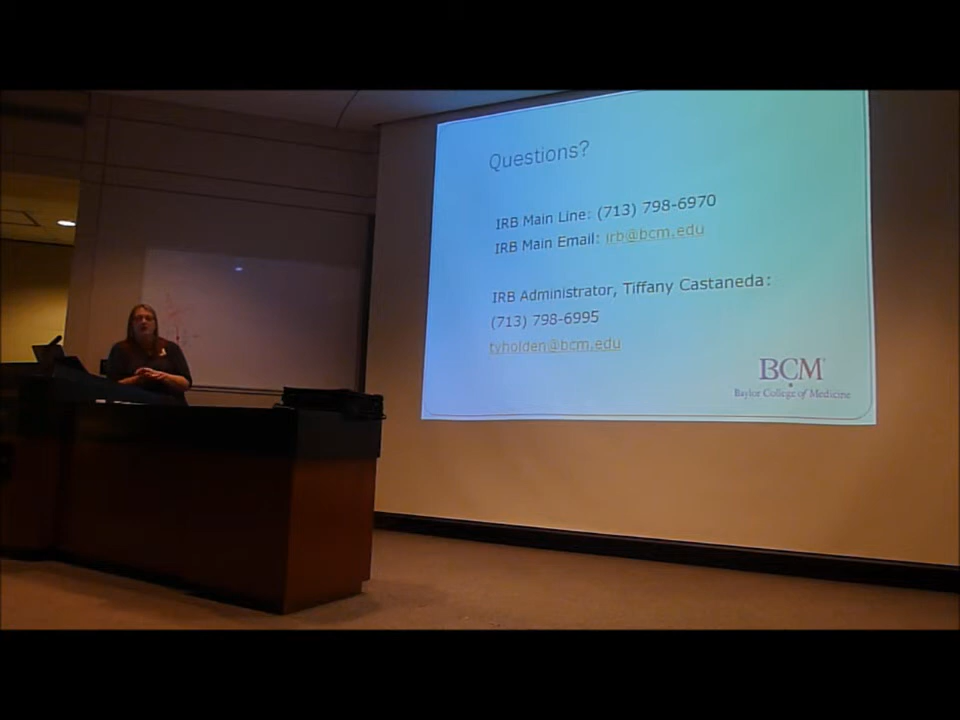 Questions?
IRB Main Line: (713) 798-6970
IRB Main Email: irb@bcm.edu
IRB Administrator, Tiffany Castaneda:
(713) 798-6995
tvholden@bcm.edu
BCM
Baylor College of Medicine